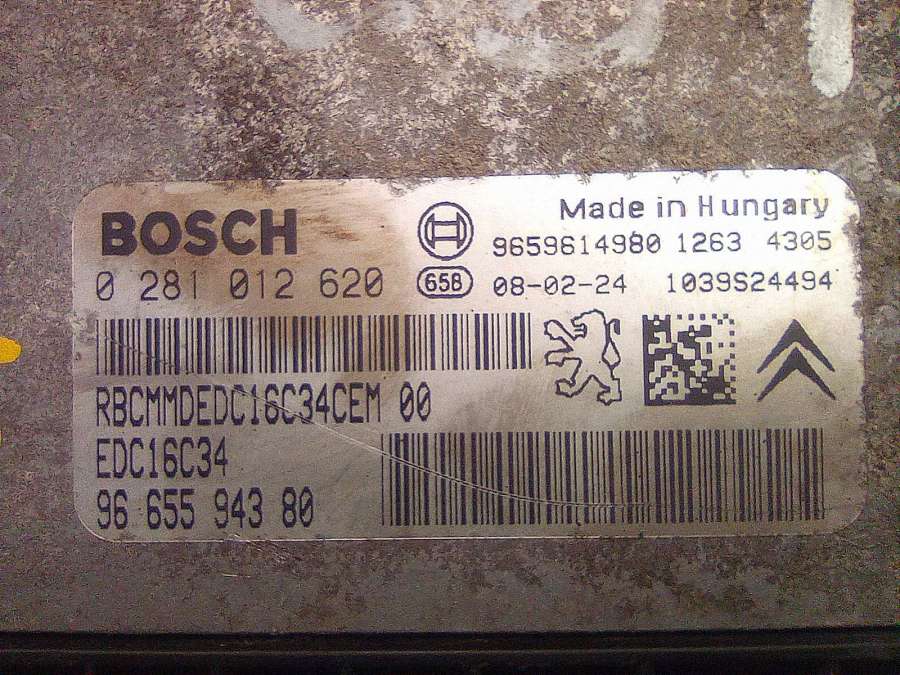 BOSCH
Made in Hungary
9659614980 1263 4305
0 281 012 620
658
08-02-24 1039S24494
RBCMMDEDC16C34CEM 00
EDC16C34
96 655 943 80